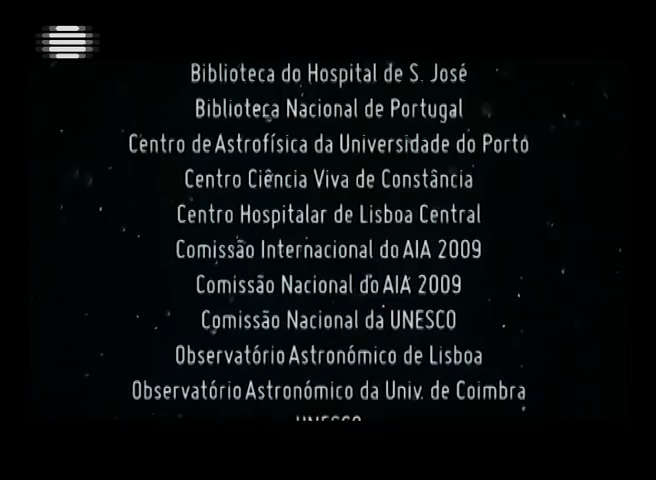 Biblioteca do Hospital de S. José
Biblioteca Nacional de Portugal
Centro de Astrofísica da Universidade do Porto
Centro Ciência Viva de Constância
Centro Hospitalar de Lisboa Central
Comissão Internacional do AIA 2009
Comissão Nacional do AIA 2009
Comissão Nacional da UNESCO
Observatório Astronómico de Lisboa
Observatório Astronómico da Univ. de Coimbra
UNESCO